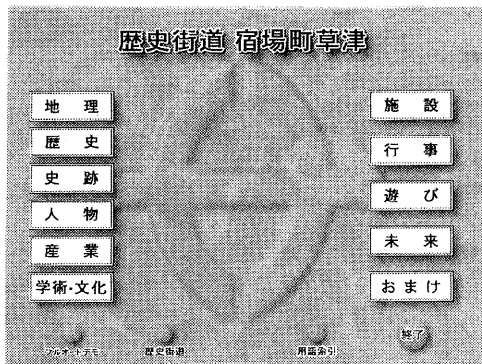 歴史街道 宿場町草津
地理
歴史
史跡
人物
産業
学術・文化
施設
行事
遊び
未来
おまけ
フルオートデモ
歴史街道
用語索引
終了